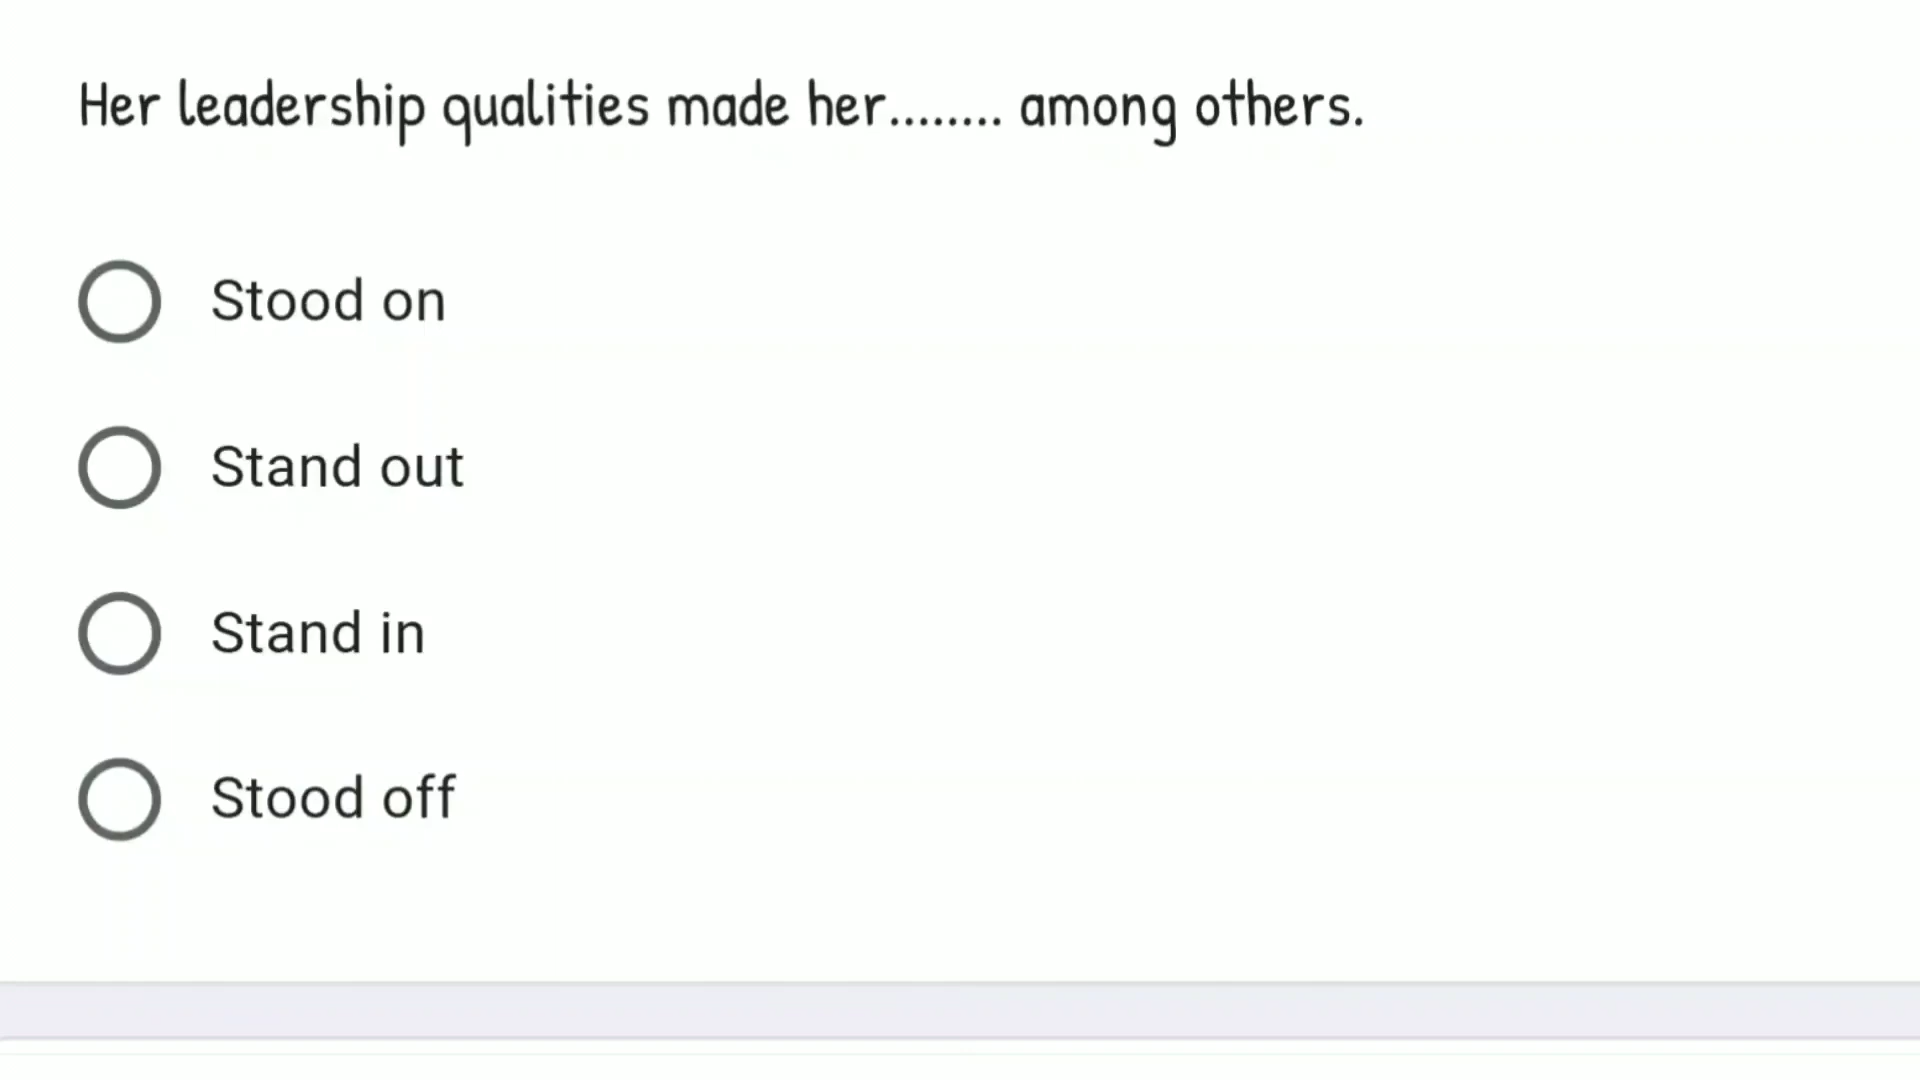 Her leadership qualities made her........ among others.
Stood on
Stand out
Stand in
Stood off